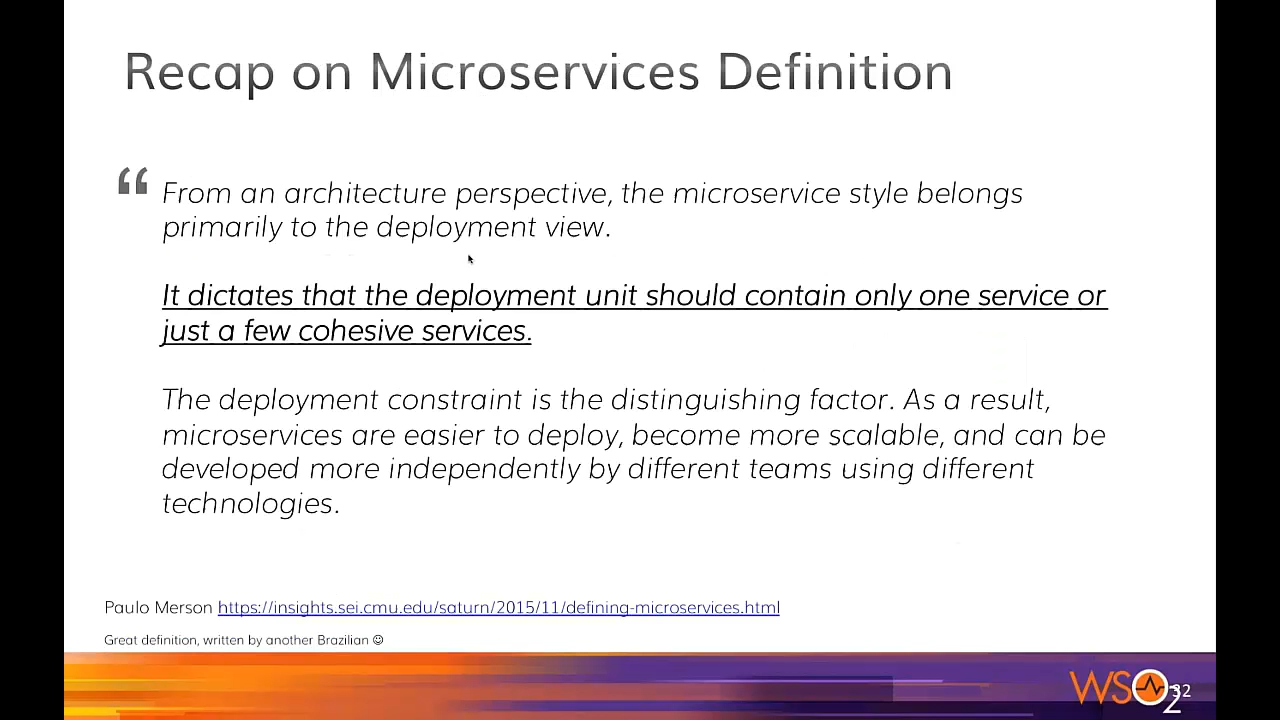 Recap on Microservices Definition
“ From an architecture perspective, the microservice style belongs
primarily to the deployment view.
It dictates that the deployment unit should contain only one service or
just a few cohesive services.
The deployment constraint is the distinguishing factor. As a result,
microservices are easier to deploy, become more scalable, and can be
developed more independently by different teams using different
technologies.
Paulo Merson https://insights.sei.cmu.edu/saturn/2015/11/defining-microservices.html
Great definition, written by another Brazilian ☺
WSO2 32